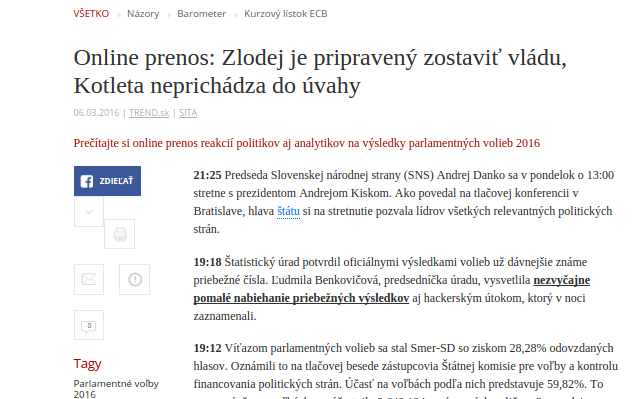 VŠETKO › Názory › Barometer › Kurzový lístok ECB
Online prenos: Zlodej je pripravený zostaviť vládu,
Kotleta neprichádza do úvahy
06.03.2016 | TREND.sk | SITA
Prečítajte si online prenos reakcií politikov aj analytikov na výsledky parlamentných volieb 2016
ZDIEĽAŤ
0
Tagy
Parlamentné voľby
2016
21:25 Predseda Slovenskej národnej strany (SNS) Andrej Danko sa v pondelok o 13:00
stretne s prezidentom Andrejom Kiskom. Ako povedal na tlačovej konferencii v
Bratislave, hlava štátu si na stretnutie pozvala lídrov všetkých relevantných politických
strán.
19:18 Štatistický úrad potvrdil oficiálnymi výsledkami volieb už dávnejšie známe
priebežné čísla. Ľudmila Benkovičová, predsedníčka úradu, vysvetlila nezvyčajne
pomalé nabiehanie priebežných výsledkov aj hackerským útokom, ktorý v noci
zaznamenali.
19:12 Víťazom parlamentných volieb sa stal Smer-SD so ziskom 28,28% odovzdaných
hlasov. Oznámili to na tlačovej besede zástupcovia Štátnej komisie pre voľby a kontrolu
financovania politických strán. Účasť na voľbách podľa nich predstavuje 59,82%. To